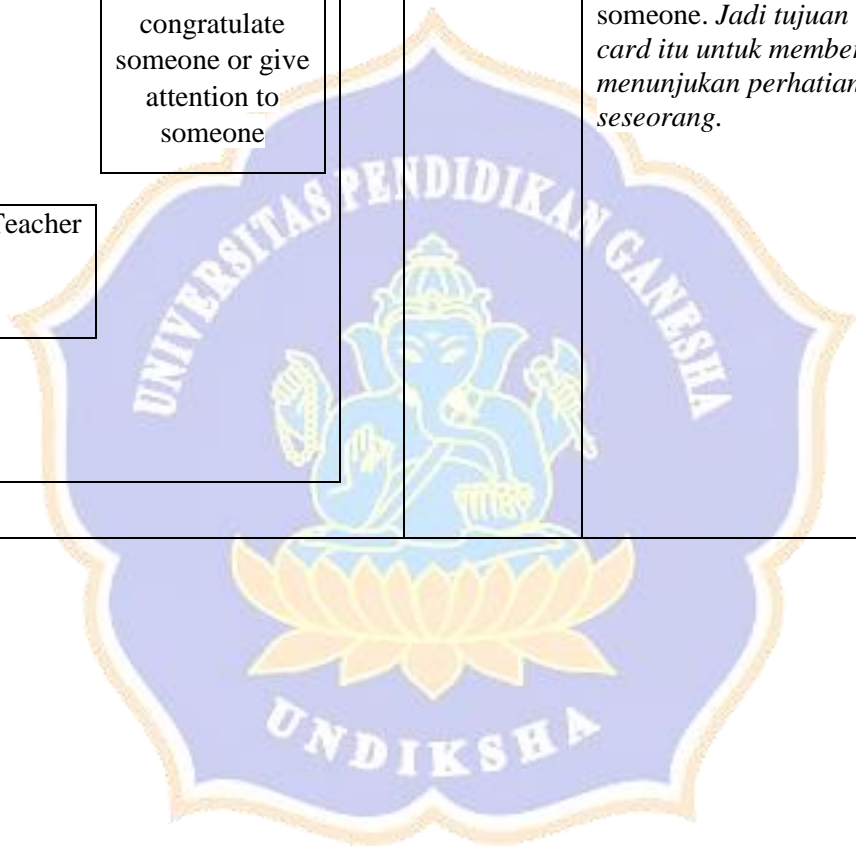 congratulate
someone or give
attention to
someone
someone. Jadi tujuan
card itu untuk
menunjukan perhatian
seseorang.
Teacher
UNIVERSITAS PENDIDIKAN GANESHA
UNDIKSHA